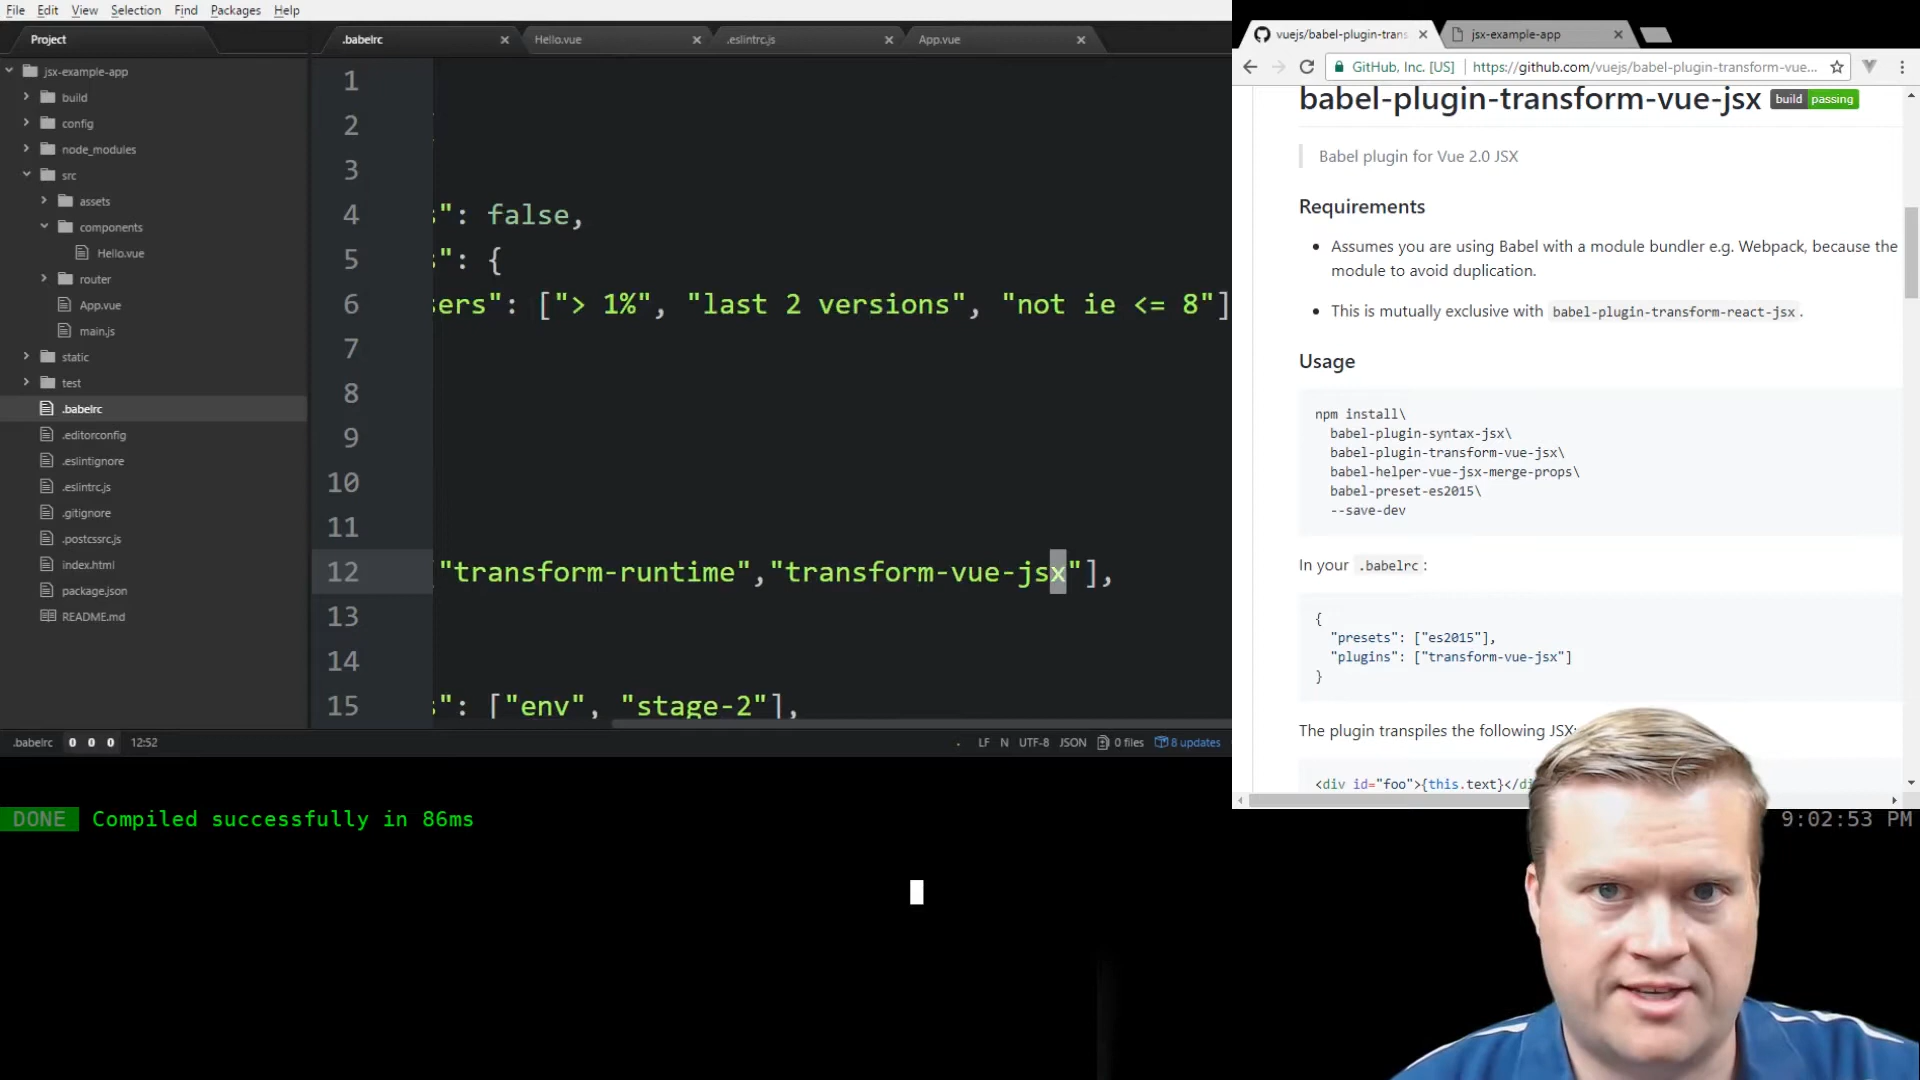 File Edit View Selection Find Packages Help
Project
jsx-example-app
build
config
node_modules
src
assets
components
Hello.vue
router
App.vue
main.js
static
test
.babelrc
.editorconfig
.eslintignore
.eslintrc.js
.gitignore
.postcssrc.js
index.html
package.json
README.md
.babelrc Hello.vue .eslintrc.js App.vue
1
2
3
4 s": false,
5 s": {
6 sers": ["> 1%", "last 2 versions", "not ie <= 8"]
7
8
9
10
11
12 "transform-runtime","transform-vue-jsx"],
13
14
15 s": ["env", "stage-2"],
.babelrc 0 0 0 12:52 LF N UTF-8 JSON 0 files 8 updates
DONE Compiled successfully in 86ms 9:02:53 PM
vuejs/babel-plugin-trans jsx-example-app
GitHub, Inc. [US] https://github.com/vuejs/babel-plugin-transform-vue...
babel-plugin-transform-vue-jsx build passing
Babel plugin for Vue 2.0 JSX
Requirements
Assumes you are using Babel with a module bundler e.g. Webpack, because the
module to avoid duplication.
This is mutually exclusive with babel-plugin-transform-react-jsx.
Usage
npm install\
babel-plugin-syntax-jsx\
babel-plugin-transform-vue-jsx\
babel-helper-vue-jsx-merge-props\
babel-preset-es2015\
--save-dev
In your .babelrc:
{
"presets": ["es2015"],
"plugins": ["transform-vue-jsx"]
}
The plugin transpiles the following JSX:
<div id="foo">{this.text}</di